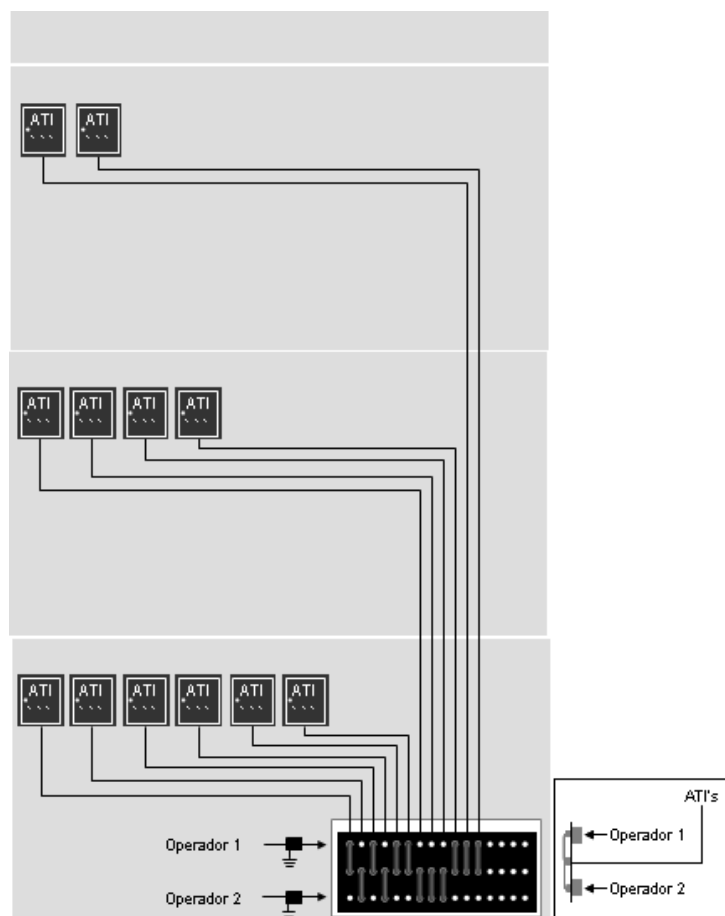 ATI ATI
ATI ATI ATI ATI
ATI ATI ATI ATI ATI ATI
ATI's
Operador 1
Operador 1
Operador 2
Operador 2